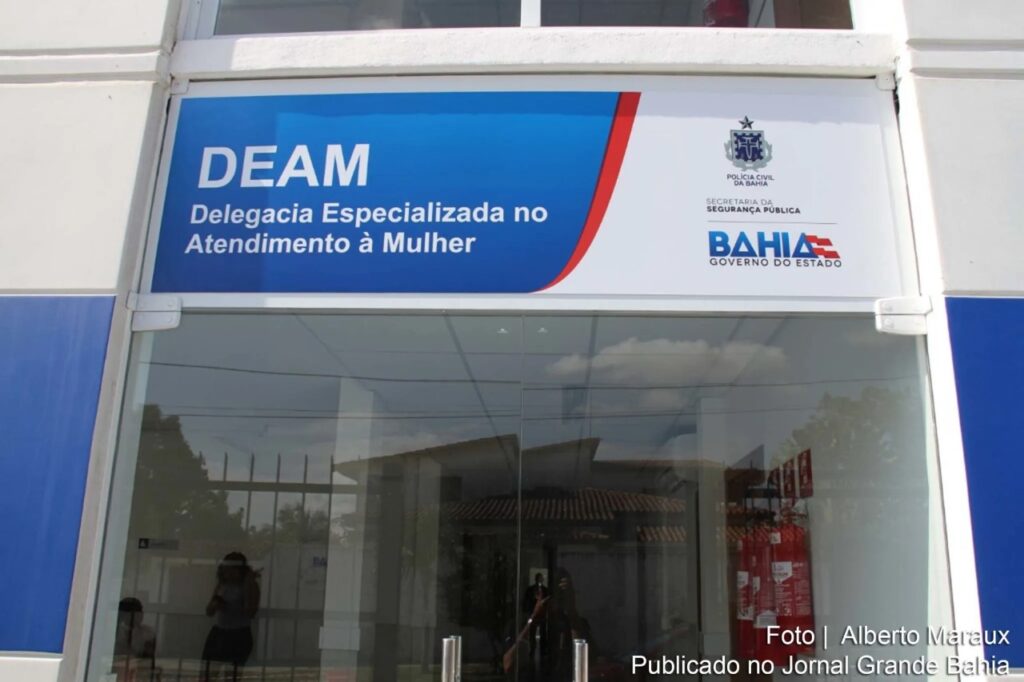 DEAM
Delegacia Especializada no
Atendimento à Mulher
POLÍCIA CIVIL
DA BAHIA
SECRETARIA DA
SEGURANÇA PÚBLICA
BAHIA
GOVERNO DO ESTADO
Foto | Alberto Maraux
Publicado no Jornal Grande Bahia